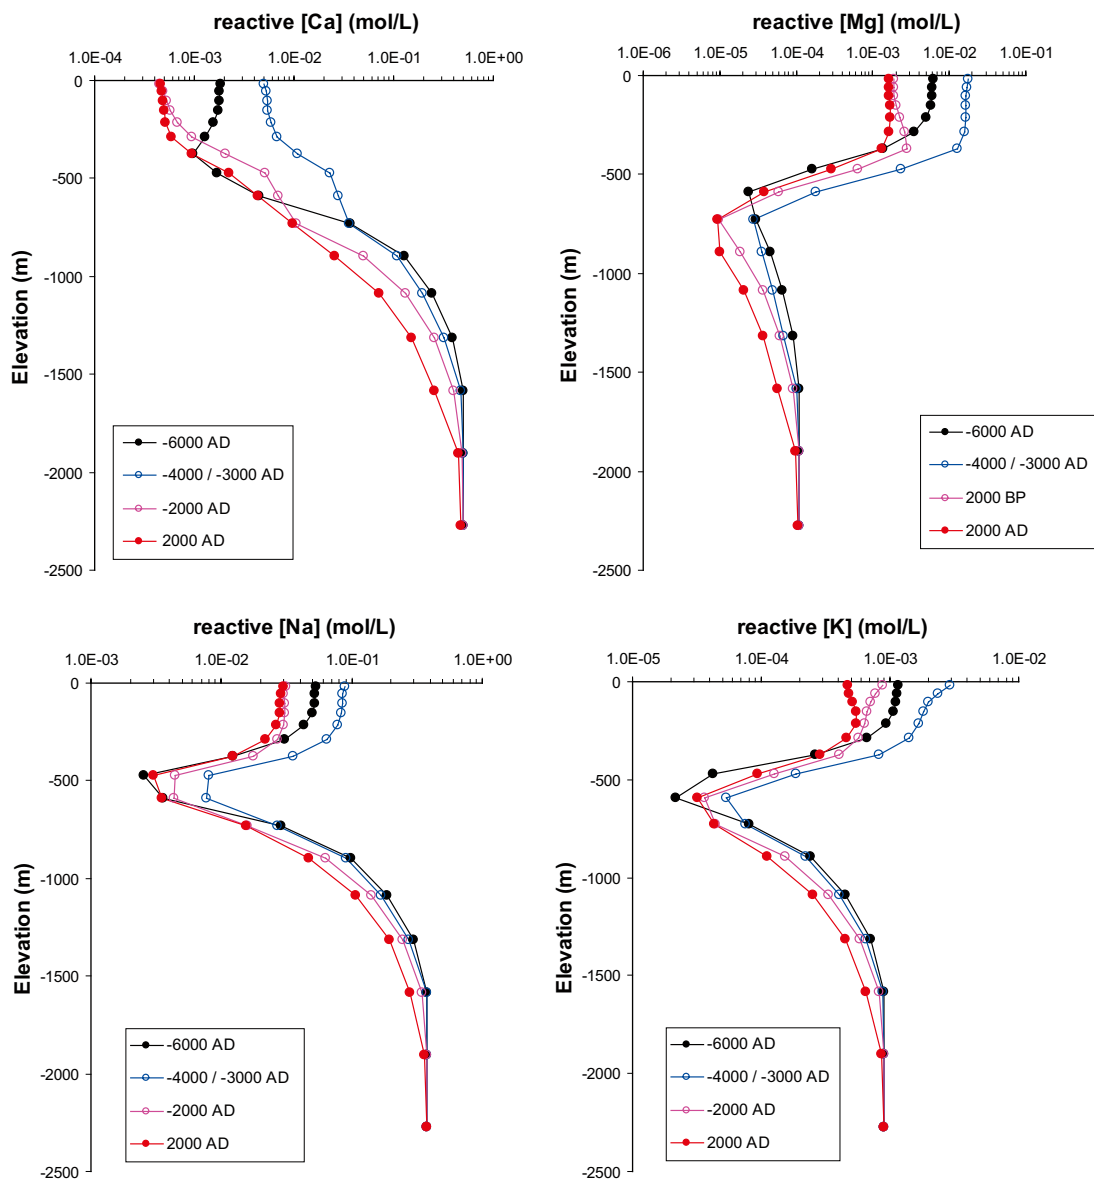 reactive [Ca] (mol/L)
1.0E-04 1.0E-03 1.0E-02 1.0E-01 1.0E+00
0
-500
-1000
-1500
-2000
-2500
Elevation (m)
-6000 AD
-4000 / -3000 AD
-2000 AD
2000 AD
reactive [Mg] (mol/L)
1.0E-06 1.0E-05 1.0E-04 1.0E-03 1.0E-02 1.0E-01
0
-500
-1000
-1500
-2000
-2500
Elevation (m)
-6000 AD
-4000 / -3000 AD
2000 BP
2000 AD
reactive [Na] (mol/L)
1.0E-03 1.0E-02 1.0E-01 1.0E+00
0
-500
-1000
-1500
-2000
-2500
Elevation (m)
-6000 AD
-4000 / -3000 AD
-2000 AD
2000 AD
reactive [K] (mol/L)
1.0E-05 1.0E-04 1.0E-03 1.0E-02
0
-500
-1000
-1500
-2000
-2500
Elevation (m)
-6000 AD
-4000 / -3000 AD
-2000 AD
2000 AD